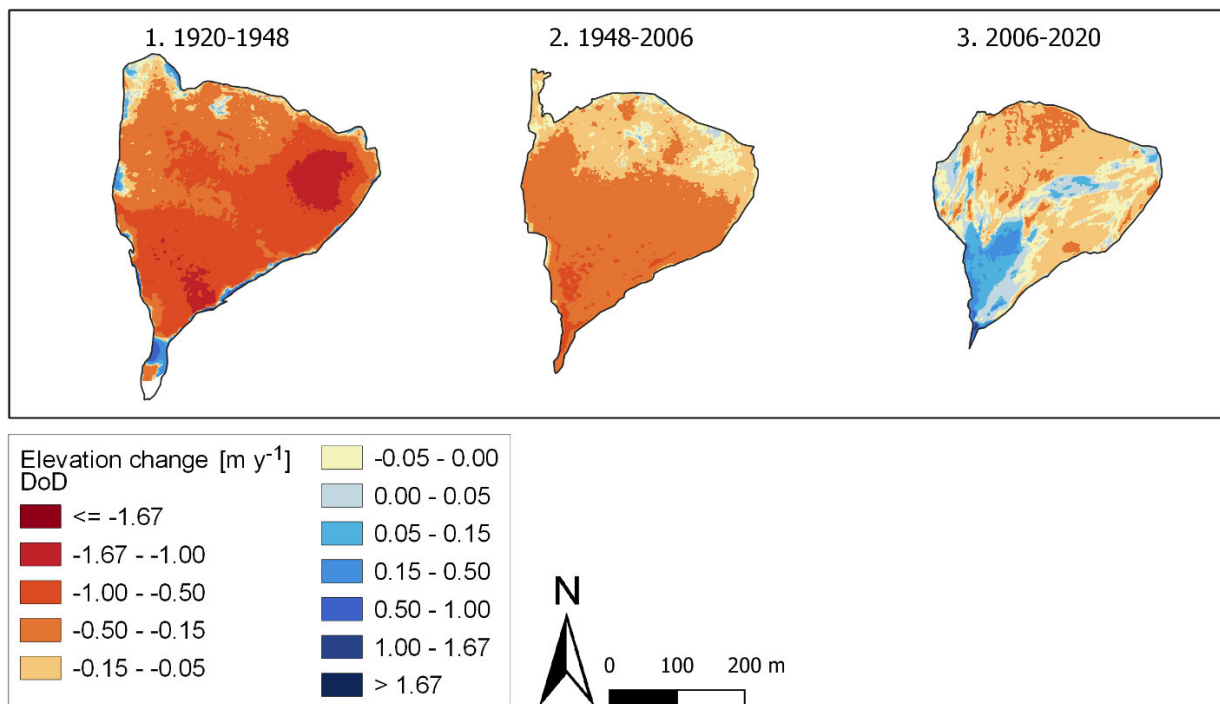 1. 1920-1948
2. 1948-2006
3. 2006-2020
Elevation change [m y⁻¹]
DoD
<= -1.67
-1.67 - -1.00
-1.00 - -0.50
-0.50 - -0.15
-0.15 - -0.05
-0.05 - 0.00
0.00 - 0.05
0.05 - 0.15
0.15 - 0.50
0.50 - 1.00
1.00 - 1.67
> 1.67
N
0 100 200 m